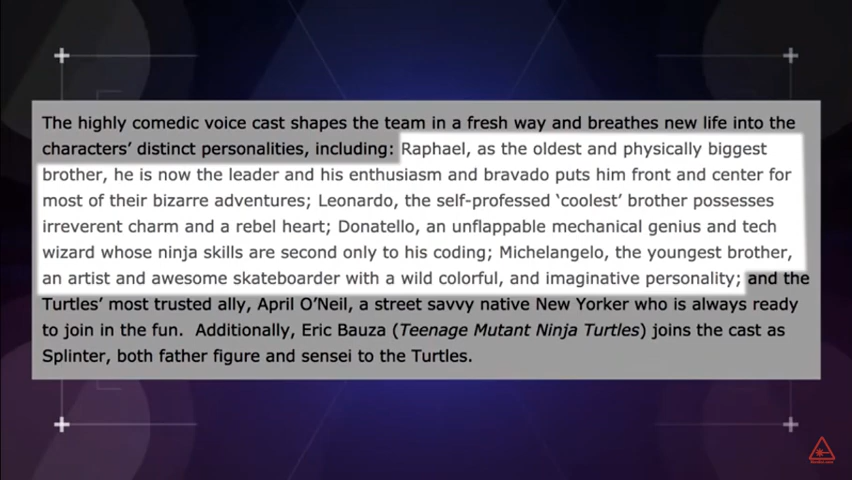 The highly comedic voice cast shapes the team in a fresh way and breathes new life into the
characters’ distinct personalities, including: Raphael, as the oldest and physically biggest
brother, he is now the leader and his enthusiasm and bravado puts him front and center for
most of their bizarre adventures; Leonardo, the self-professed ‘coolest’ brother possesses
irreverent charm and a rebel heart; Donatello, an unflappable mechanical genius and tech
wizard whose ninja skills are second only to his coding; Michelangelo, the youngest brother,
an artist and awesome skateboarder with a wild colorful, and imaginative personality; and the
Turtles’ most trusted ally, April O’Neil, a street savvy native New Yorker who is always ready
to join in the fun.  Additionally, Eric Bauza (Teenage Mutant Ninja Turtles) joins the cast as
Splinter, both father figure and sensei to the Turtles.